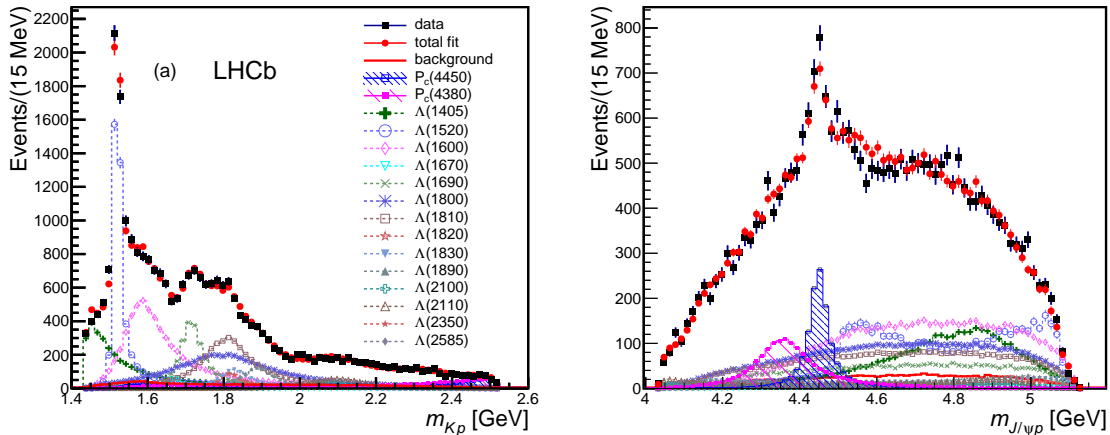 Events/(15 MeV)
2200
2000
1800
1600
1400
1200
1000
800
600
400
200
0
1.4
1.6
1.8
2
2.2
2.4
2.6
m_Kp [GeV]
(a) LHCb
data
total fit
background
P_c(4450)
P_c(4380)
Λ(1405)
Λ(1520)
Λ(1600)
Λ(1670)
Λ(1690)
Λ(1800)
Λ(1810)
Λ(1820)
Λ(1830)
Λ(1890)
Λ(2100)
Λ(2110)
Λ(2350)
Λ(2585)
Events/(15 MeV)
800
700
600
500
400
300
200
100
0
4
4.2
4.4
4.6
4.8
5
m_J/ψp [GeV]